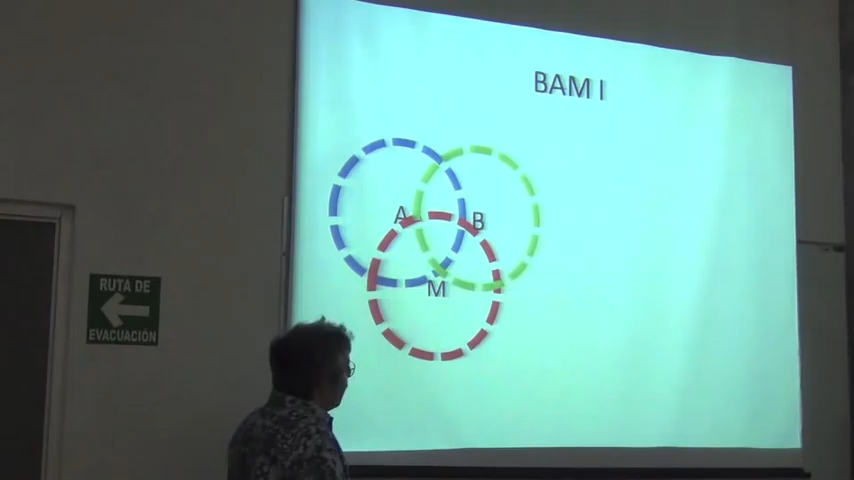 BAM I
A
B
M
RUTA DE
EVACUACIÓN